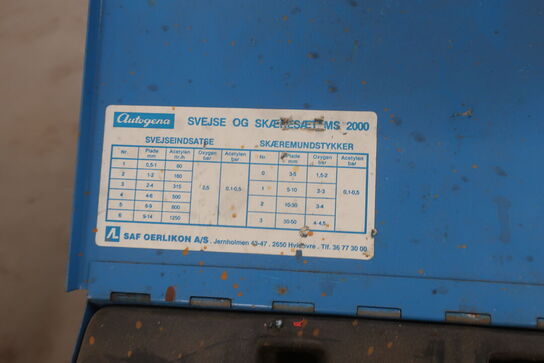 Autogena SVEJSE OG SKÆRESÆT MS 2000
SVEJSEINDSATSE SKÆREMUNDSTYKKER
Nr. Plade mm Acetylen ltr./h Oxygen bar Acetylen bar
1 0,5-1 80
2 1-2 160
3 2-4 315
4 4-6 500
5 6-9 800
6 9-14 1250
2,5 0,1-0,5
Nr. Plade mm Oxygen bar Acetylen bar
0 3-5 1,5-2
1 5-10 2-3
2 10-30 3-4
3 30-50 4-4,5
0,1-0,5
SAF OERLIKON A/S. Jernholmen 43-47. 2650 Hvidovre. Tlf. 36 77 30 00